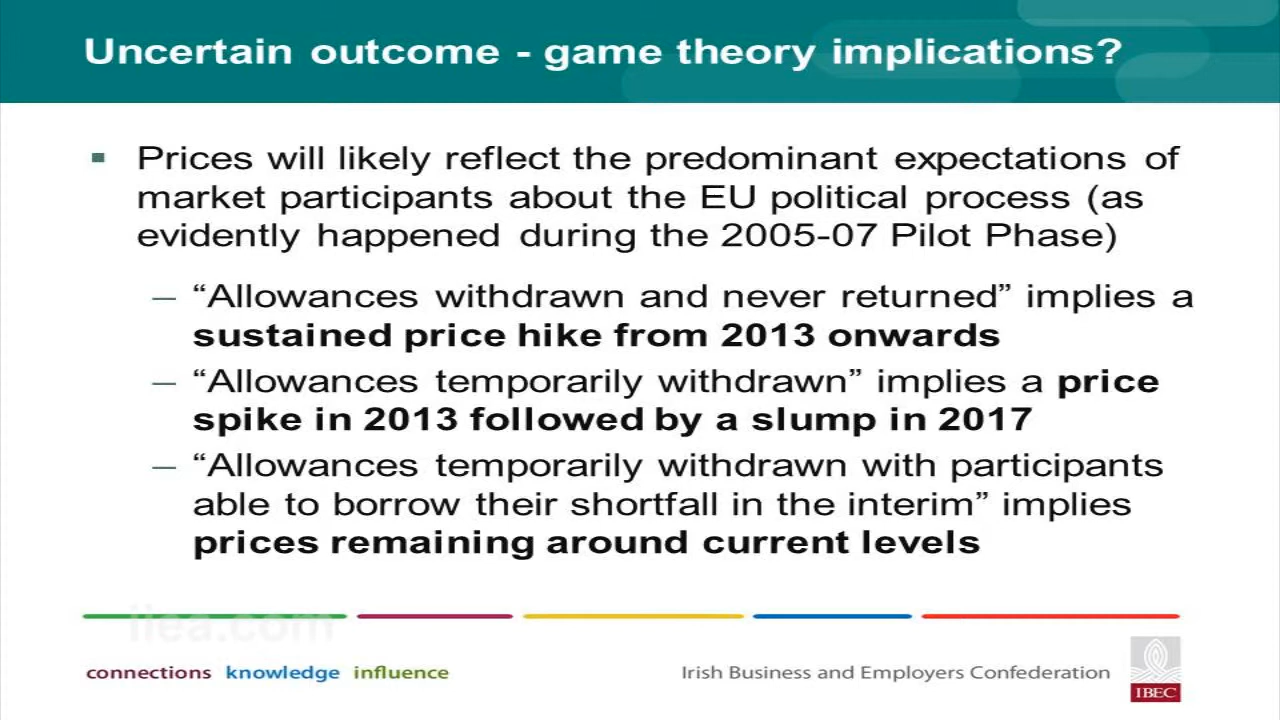 Uncertain outcome - game theory implications?
▪ Prices will likely reflect the predominant expectations of
market participants about the EU political process (as
evidently happened during the 2005-07 Pilot Phase)
– “Allowances withdrawn and never returned” implies a
sustained price hike from 2013 onwards
– “Allowances temporarily withdrawn” implies a price
spike in 2013 followed by a slump in 2017
– “Allowances temporarily withdrawn with participants
able to borrow their shortfall in the interim” implies
prices remaining around current levels
iiea.com
connections knowledge influence
Irish Business and Employers Confederation
IBEC